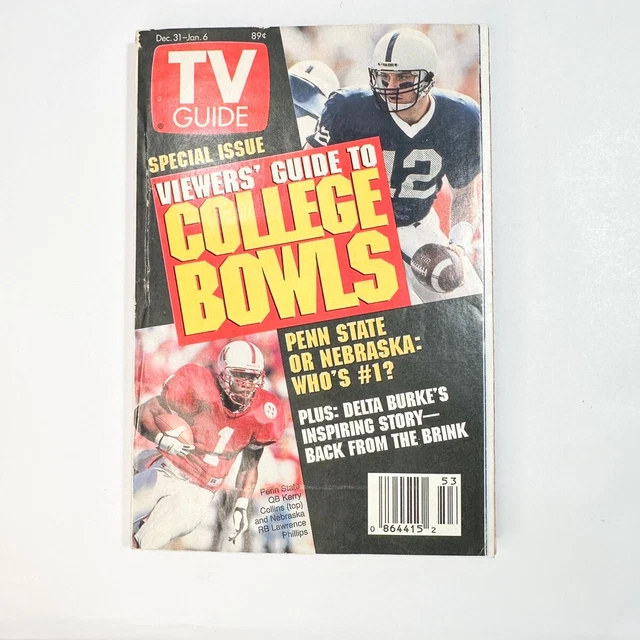 Dec. 31–Jan. 6
89¢
TV
GUIDE
®
SPECIAL ISSUE
VIEWERS' GUIDE TO
COLLEGE
BOWLS
12
PENN STATE
OR NEBRASKA:
WHO'S #1?
PLUS: DELTA BURKE'S
INSPIRING STORY—
BACK FROM THE BRINK
1
N
Penn State
QB Kerry
Collins (top)
and Nebraska
RB Lawrence
Phillips
53
0 864415 2